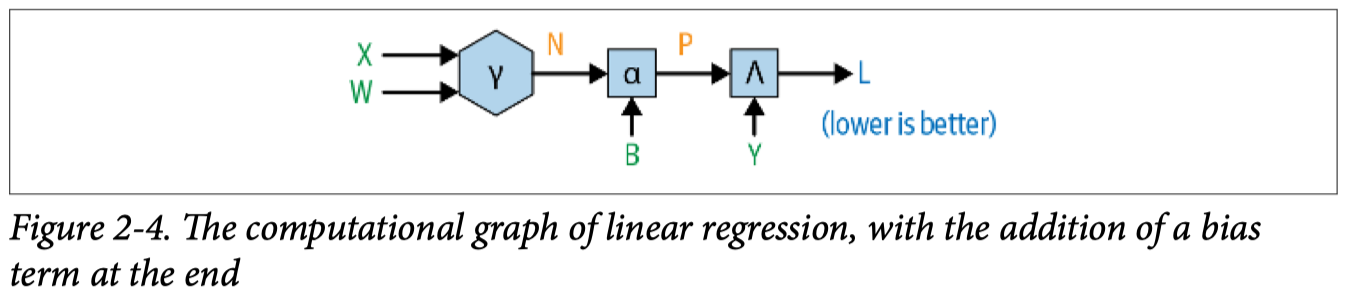 X
W
γ
N
α
P
Λ
L
B
Y
(lower is better)
Figure 2-4. The computational graph of linear regression, with the addition of a bias
term at the end